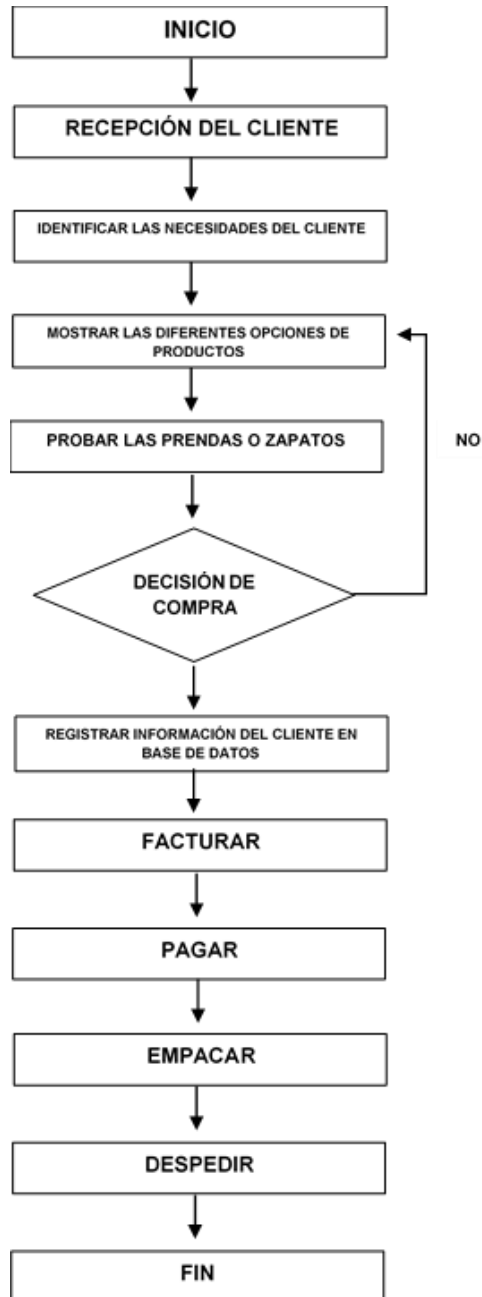 INICIO
RECEPCIÓN DEL CLIENTE
IDENTIFICAR LAS NECESIDADES DEL CLIENTE
MOSTRAR LAS DIFERENTES OPCIONES DE
PRODUCTOS
PROBAR LAS PRENDAS O ZAPATOS
NO
DECISIÓN DE
COMPRA
REGISTRAR INFORMACIÓN DEL CLIENTE EN
BASE DE DATOS
FACTURAR
PAGAR
EMPACAR
DESPEDIR
FIN